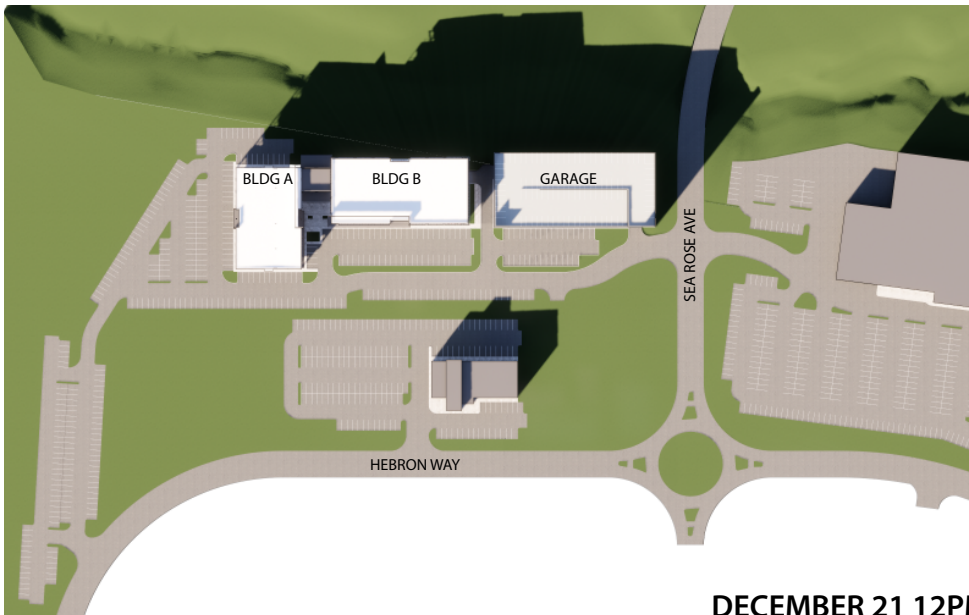 BLDG A
BLDG B
GARAGE
SEA ROSE AVE
HEBRON WAY
DECEMBER 21 12P